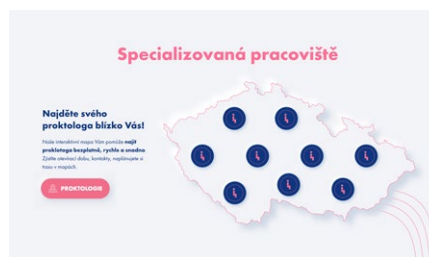 Specializovaná pracoviště
Najděte svého
proktologa blízko Vás!
Naše interaktivní mapa Vám pomůže najít
proktologa bezplatně, rychle a snadno.
Zjistíte otevírací dobu, kontakty, naplánujete si
trasu v mapách.
PROKTOLOGIE